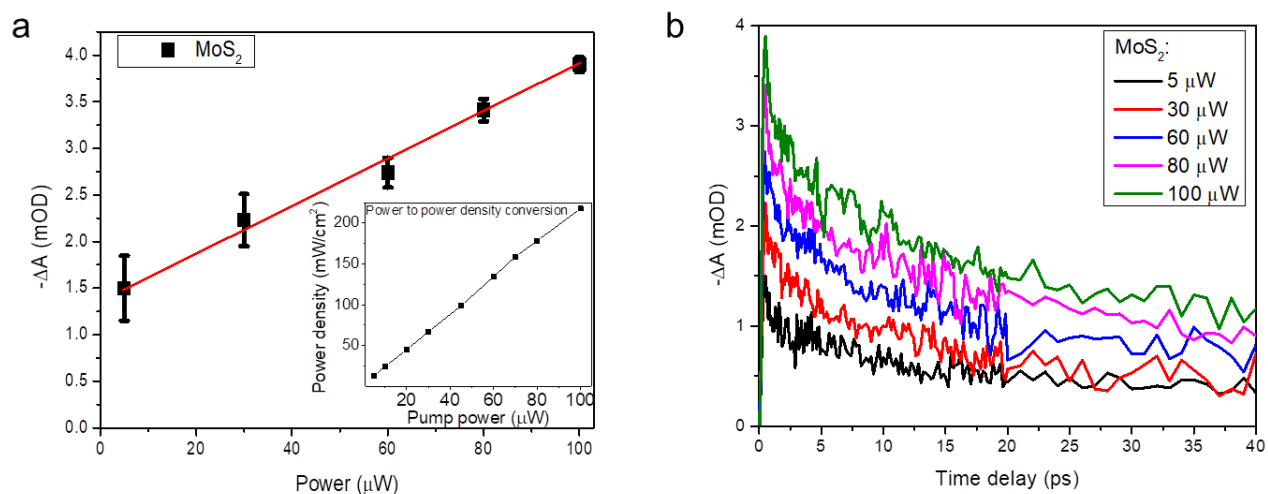 a
MoS₂
4.0
3.5
3.0
2.5
2.0
1.5
1.0
0.5
0.0
-ΔA (mOD)
0 20 40 60 80 100
Power (μW)
Power to power density conversion
200
150
100
50
Power density (mW/cm²)
20 40 60 80 100
Pump power (μW)
b
MoS₂:
5 μW
30 μW
60 μW
80 μW
100 μW
4
3
2
1
0
-ΔA (mOD)
0 5 10 15 20 25 30 35 40
Time delay (ps)